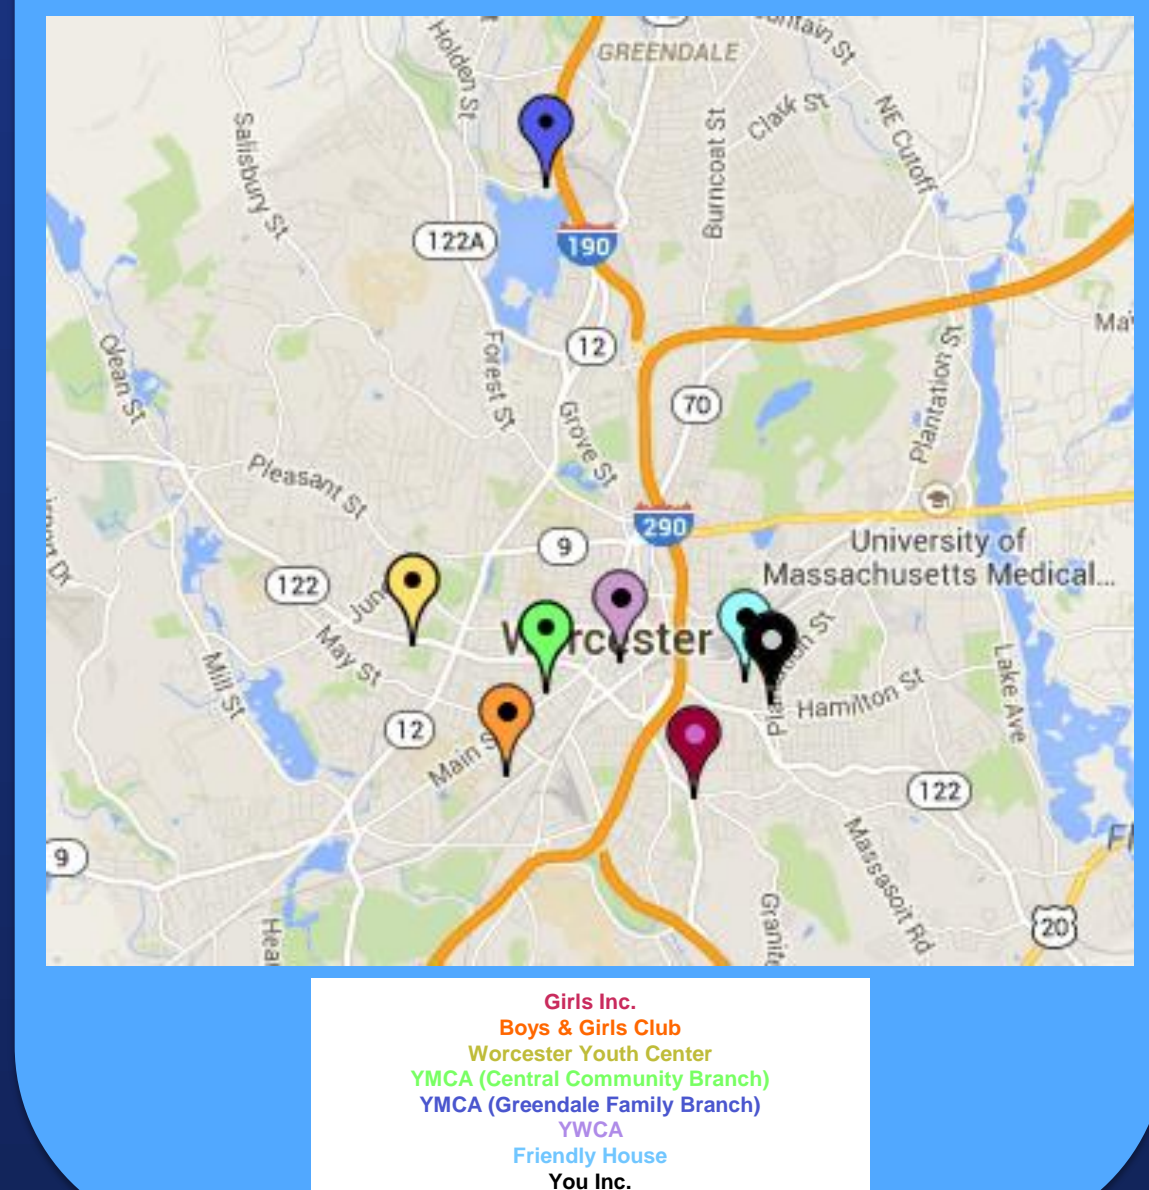 Holden St
GREENDALE
Clark St
NE Cutoff
Salisbury St
Burncoat St
122A
190
12
Olean St
Forest St
Plantation St
70
Grove St
Pleasant St
290
9
University of
Massachusetts Medical...
122
May St
Worcester
Mill St
Lake Ave
Hamilton St
12
Main St
122
9
Massasoit Rd
20
Girls Inc.
Boys & Girls Club
Worcester Youth Center
YMCA (Central Community Branch)
YMCA (Greendale Family Branch)
YWCA
Friendly House
You Inc.